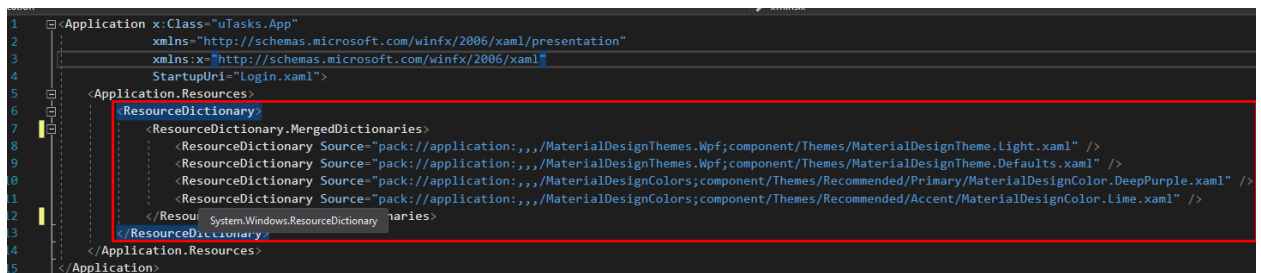 1 <Application x:Class="uTasks.App"
2 xmlns="http://schemas.microsoft.com/winfx/2006/xaml/presentation"
3 xmlns:x="http://schemas.microsoft.com/winfx/2006/xaml"
4 StartupUri="Login.xaml">
5 <Application.Resources>
6 <ResourceDictionary>
7 <ResourceDictionary.MergedDictionaries>
8 <ResourceDictionary Source="pack://application:,,,/MaterialDesignThemes.Wpf;component/Themes/MaterialDesignTheme.Light.xaml" />
9 <ResourceDictionary Source="pack://application:,,,/MaterialDesignThemes.Wpf;component/Themes/MaterialDesignTheme.Defaults.xaml" />
10 <ResourceDictionary Source="pack://application:,,,/MaterialDesignColors;component/Themes/Recommended/Primary/MaterialDesignColor.DeepPurple.xaml" />
11 <ResourceDictionary Source="pack://application:,,,/MaterialDesignColors;component/Themes/Recommended/Accent/MaterialDesignColor.Lime.xaml" />
12 </Resou naries>
System.Windows.ResourceDictionary
13 </ResourceDictionary>
14 </Application.Resources>
15 </Application>